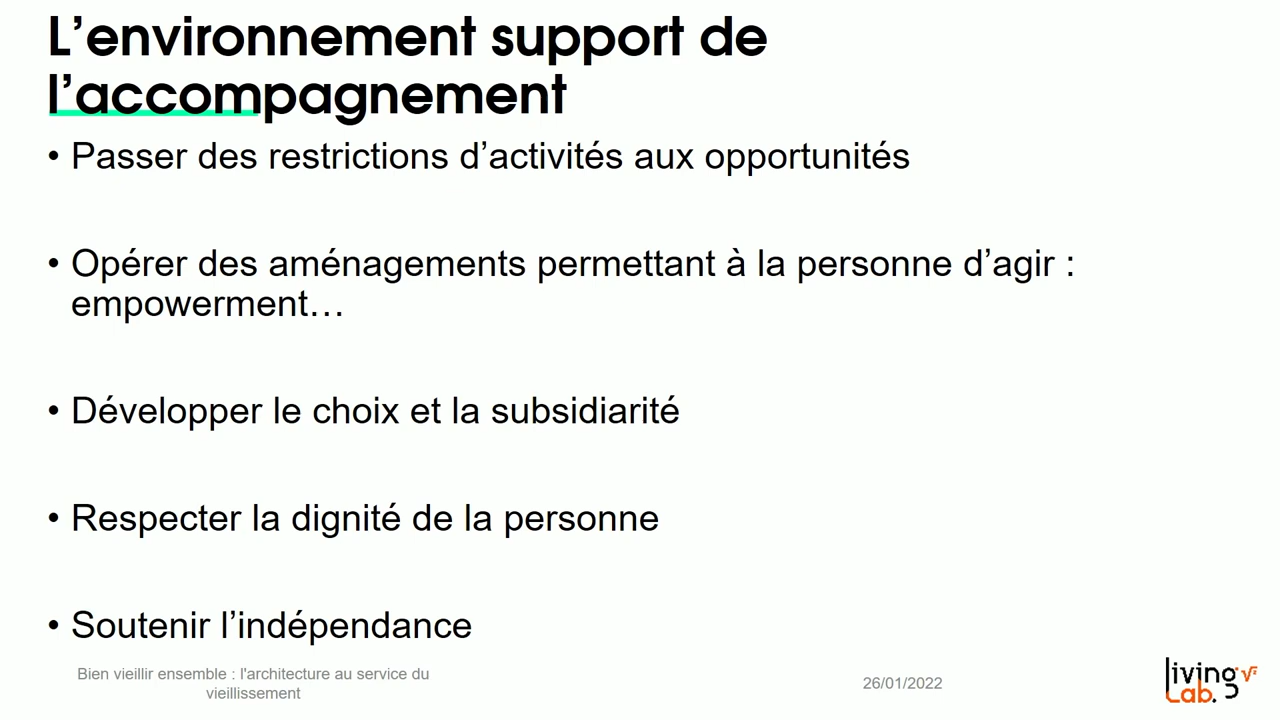 L’environnement support de
l’accompagnement
• Passer des restrictions d’activités aux opportunités
• Opérer des aménagements permettant à la personne d’agir :
empowerment…
• Développer le choix et la subsidiarité
• Respecter la dignité de la personne
• Soutenir l’indépendance
Bien vieillir ensemble : l'architecture au service du
vieillissement
26/01/2022
living
Lab.